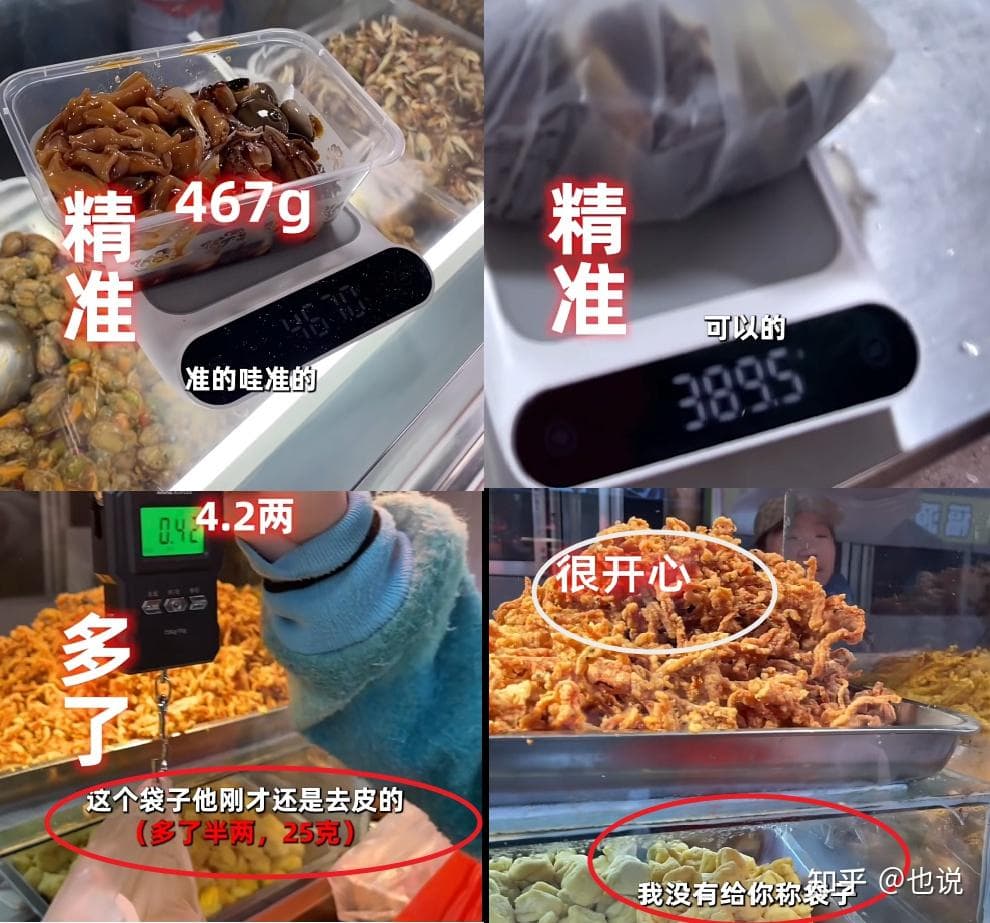 467g
精准
467.0
准的哇准的
精准
可以的
389.5
4.2两
0.42
多了
这个袋子他刚才还是去皮的
（多了半两，25克）
很开心
我没有给你称袋子
知乎 @也说